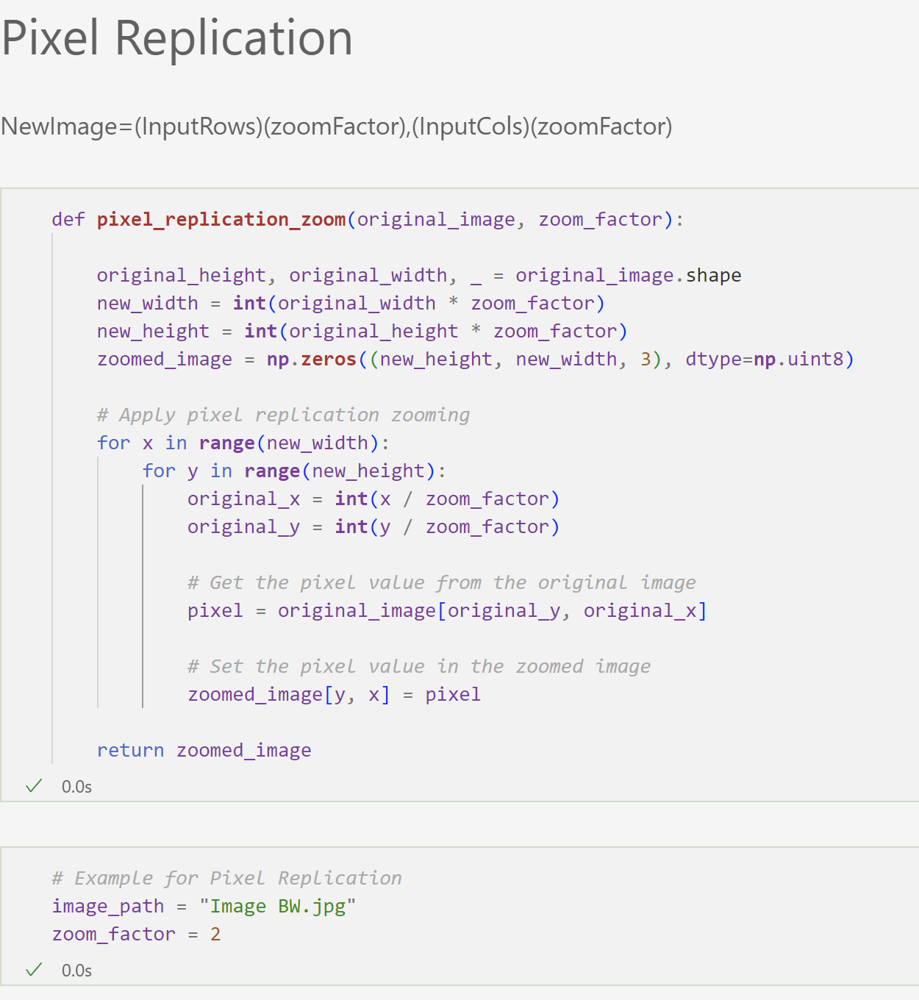 Pixel Replication
NewImage=(InputRows)(zoomFactor),(InputCols)(zoomFactor)
def pixel_replication_zoom(original_image, zoom_factor):
original_height, original_width, _ = original_image.shape
new_width = int(original_width * zoom_factor)
new_height = int(original_height * zoom_factor)
zoomed_image = np.zeros((new_height, new_width, 3), dtype=np.uint8)
# Apply pixel replication zooming
for x in range(new_width):
for y in range(new_height):
original_x = int(x / zoom_factor)
original_y = int(y / zoom_factor)
# Get the pixel value from the original image
pixel = original_image[original_y, original_x]
# Set the pixel value in the zoomed image
zoomed_image[y, x] = pixel
return zoomed_image
0.0s
# Example for Pixel Replication
image_path = "Image BW.jpg"
zoom_factor = 2
0.0s